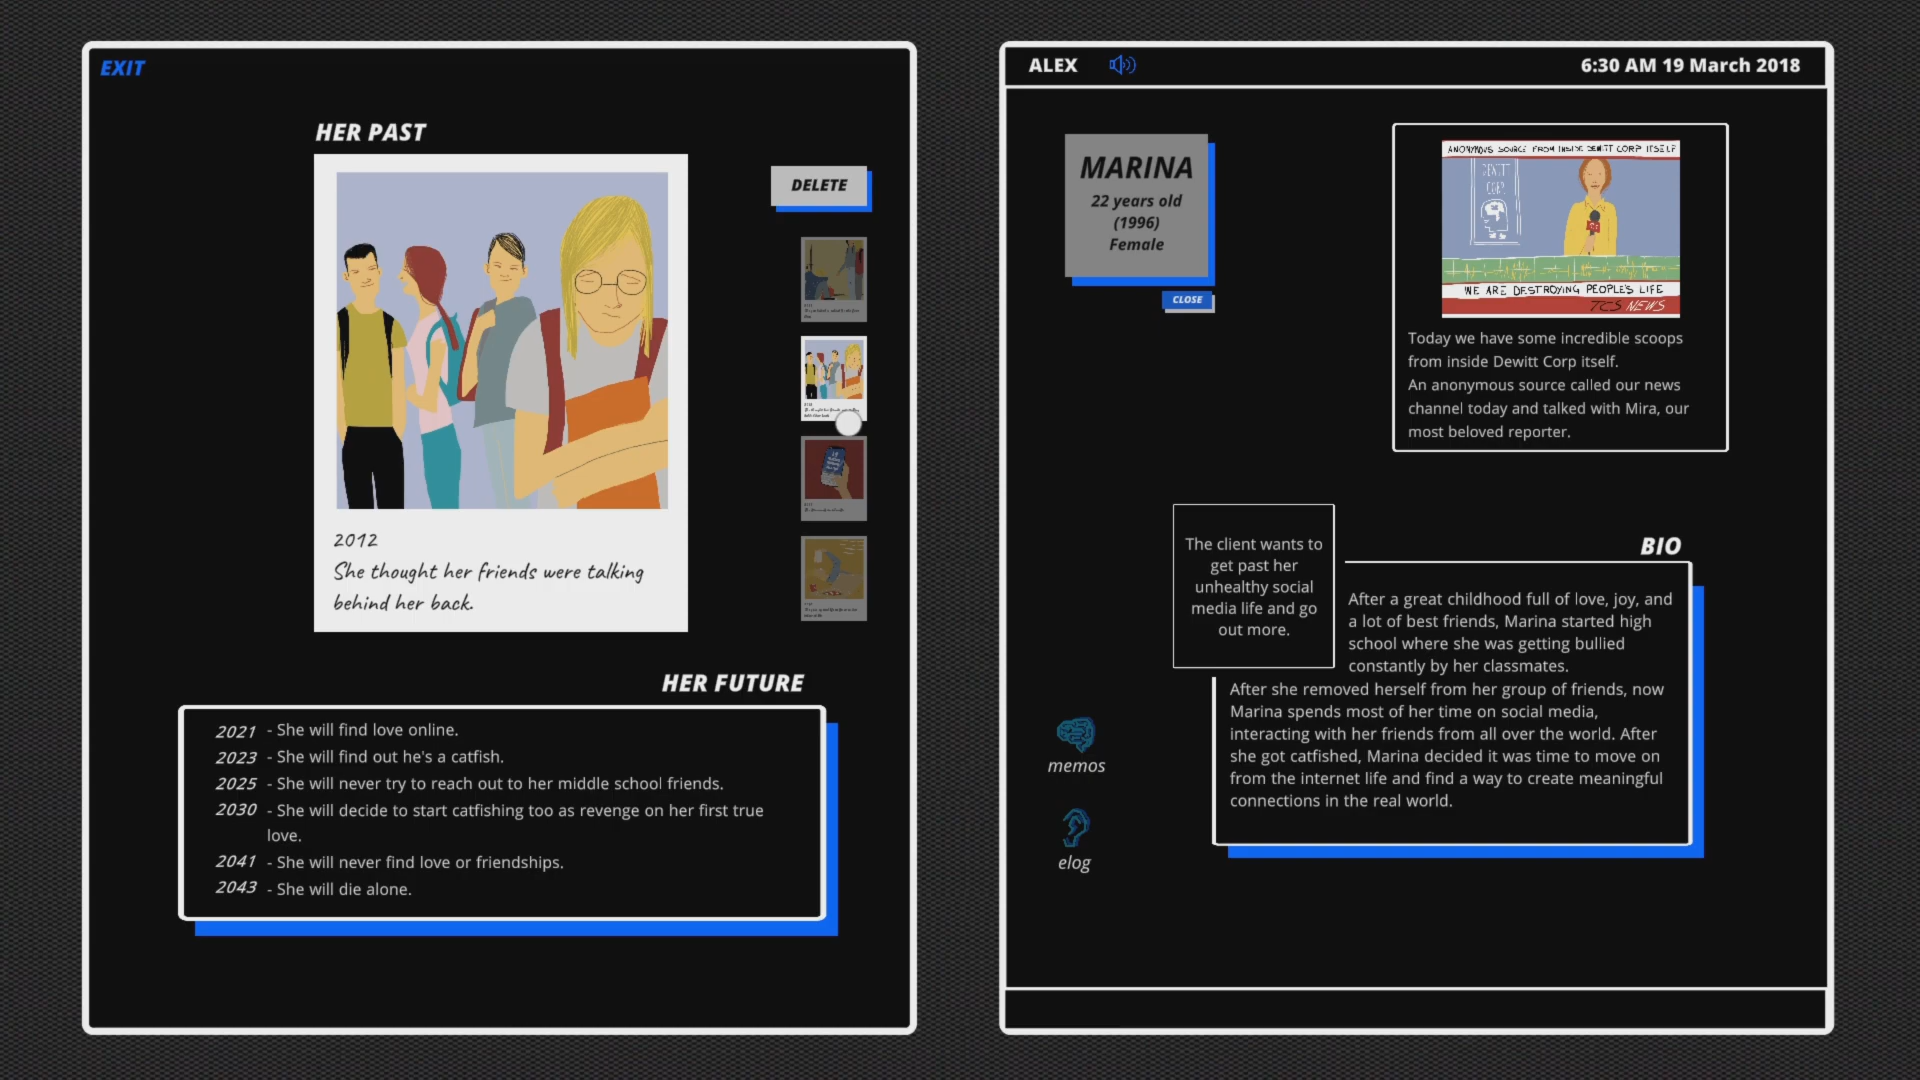 EXIT
HER PAST
DELETE
2012
She thought her friends were talking
behind her back.
HER FUTURE
2021 - She will find love online.
2023 - She will find out he's a catfish.
2025 - She will never try to reach out to her middle school friends.
2030 - She will decide to start catfishing too as revenge on her first true
love.
2041 - She will never find love or friendships.
2043 - She will die alone.
ALEX
6:30 AM 19 March 2018
MARINA
22 years old
(1996)
Female
CLOSE
ANONYMOUS SOURCE FROM INSIDE DEWITT CORP ITSELF
DEWITT
CORP.
WE ARE DESTROYING PEOPLE'S LIFE
TCS NEWS
Today we have some incredible scoops
from inside Dewitt Corp itself.
An anonymous source called our news
channel today and talked with Mira, our
most beloved reporter.
The client wants to
get past her
unhealthy social
media life and go
out more.
BIO
After a great childhood full of love, joy, and
a lot of best friends, Marina started high
school where she was getting bullied
constantly by her classmates.
After she removed herself from her group of friends, now
Marina spends most of her time on social media,
interacting with her friends from all over the world. After
she got catfished, Marina decided it was time to move on
from the internet life and find a way to create meaningful
connections in the real world.
memos
elog